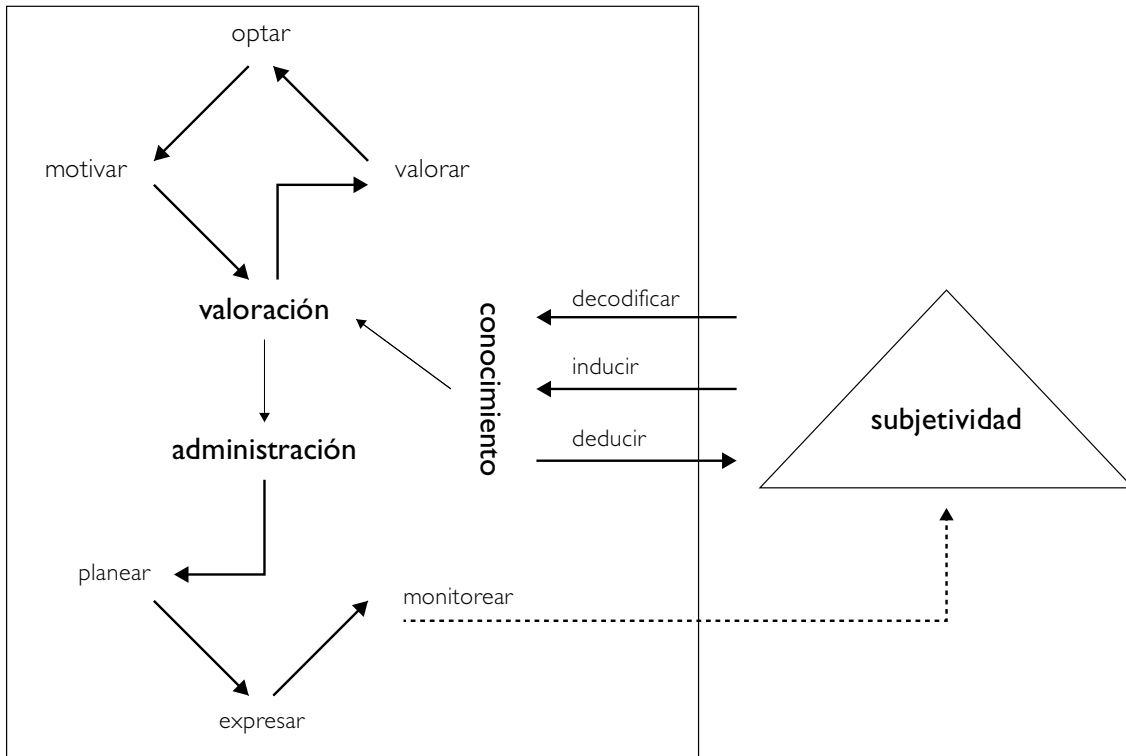 optar
motivar
valorar
valoración
conocimiento
decodificar
inducir
deducir
subjetividad
administración
planear
monitorear
expresar